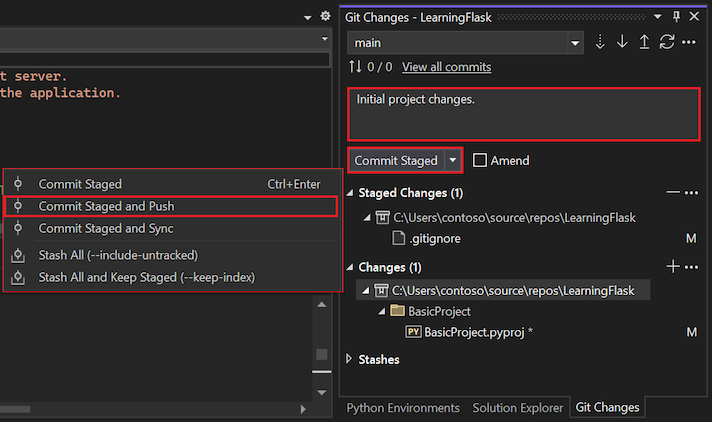 t server.
the application.
Commit Staged Ctrl+Enter
Commit Staged and Push
Commit Staged and Sync
Stash All (--include-untracked)
Stash All and Keep Staged (--keep-index)
Git Changes - LearningFlask
main
0 / 0 View all commits
Initial project changes.
Commit Staged Amend
Staged Changes (1)
C:\Users\contoso\source\repos\LearningFlask
.gitignore M
Changes (1)
C:\Users\contoso\source\repos\LearningFlask
BasicProject
PY BasicProject.pyproj * M
Stashes
Python Environments Solution Explorer Git Changes